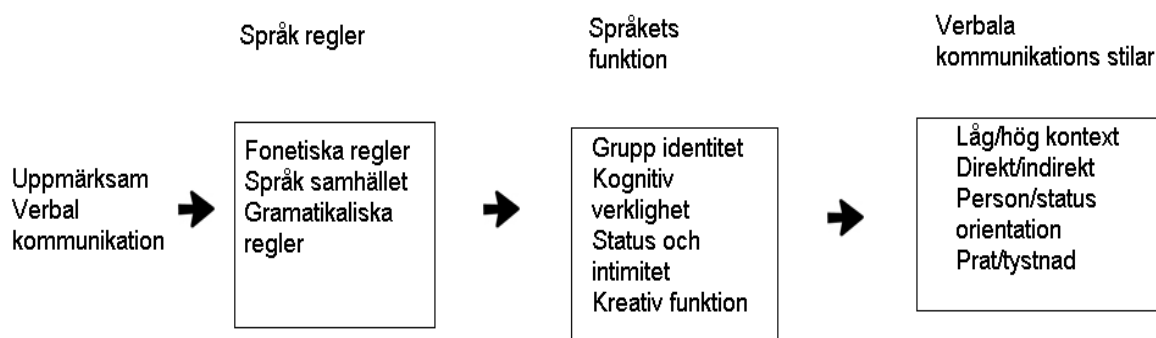 Språk regler
Språkets
funktion
Verbala
kommunikations stilar
Uppmärksam
Verbal
kommunikation
Fonetiska regler
Språk samhället
Gramatikaliska
regler
Grupp identitet
Kognitiv
verklighet
Status och
intimitet
Kreativ funktion
Låg/hög kontext
Direkt/indirekt
Person/status
orientation
Prat/tystnad